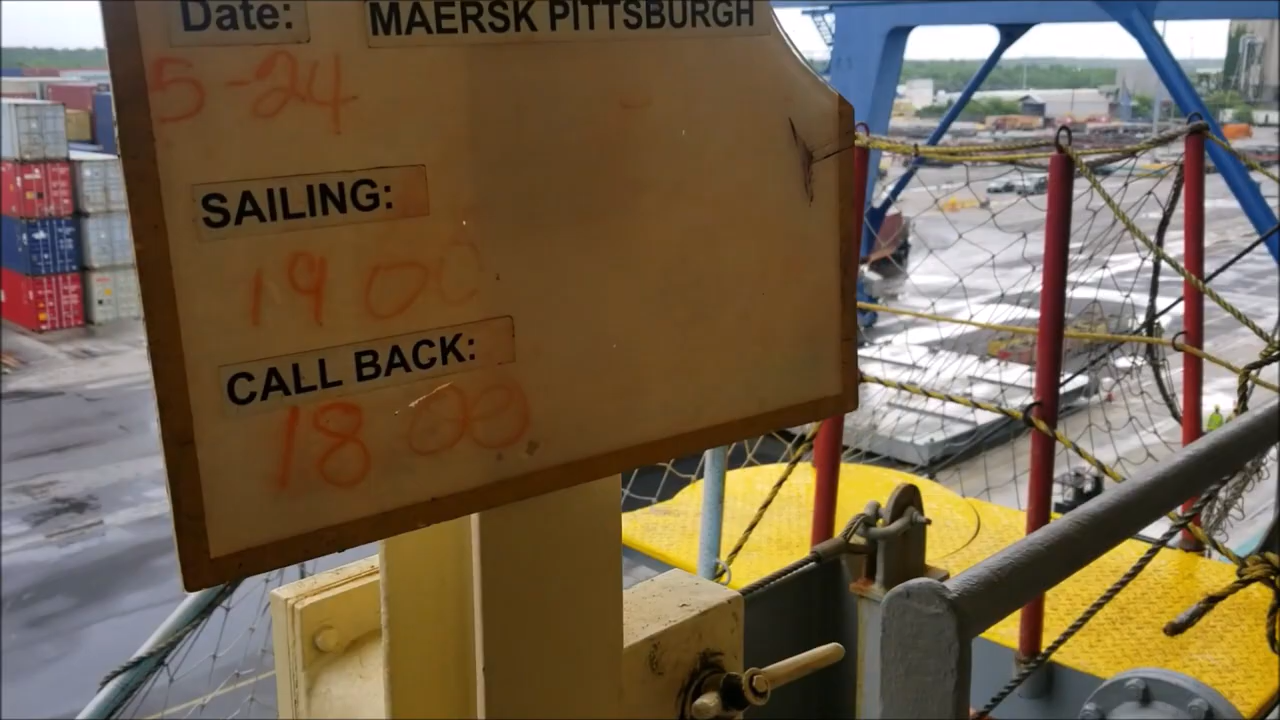 Date: MAERSK PITTSBURGH
5-24
SAILING:
1900
CALL BACK:
1800